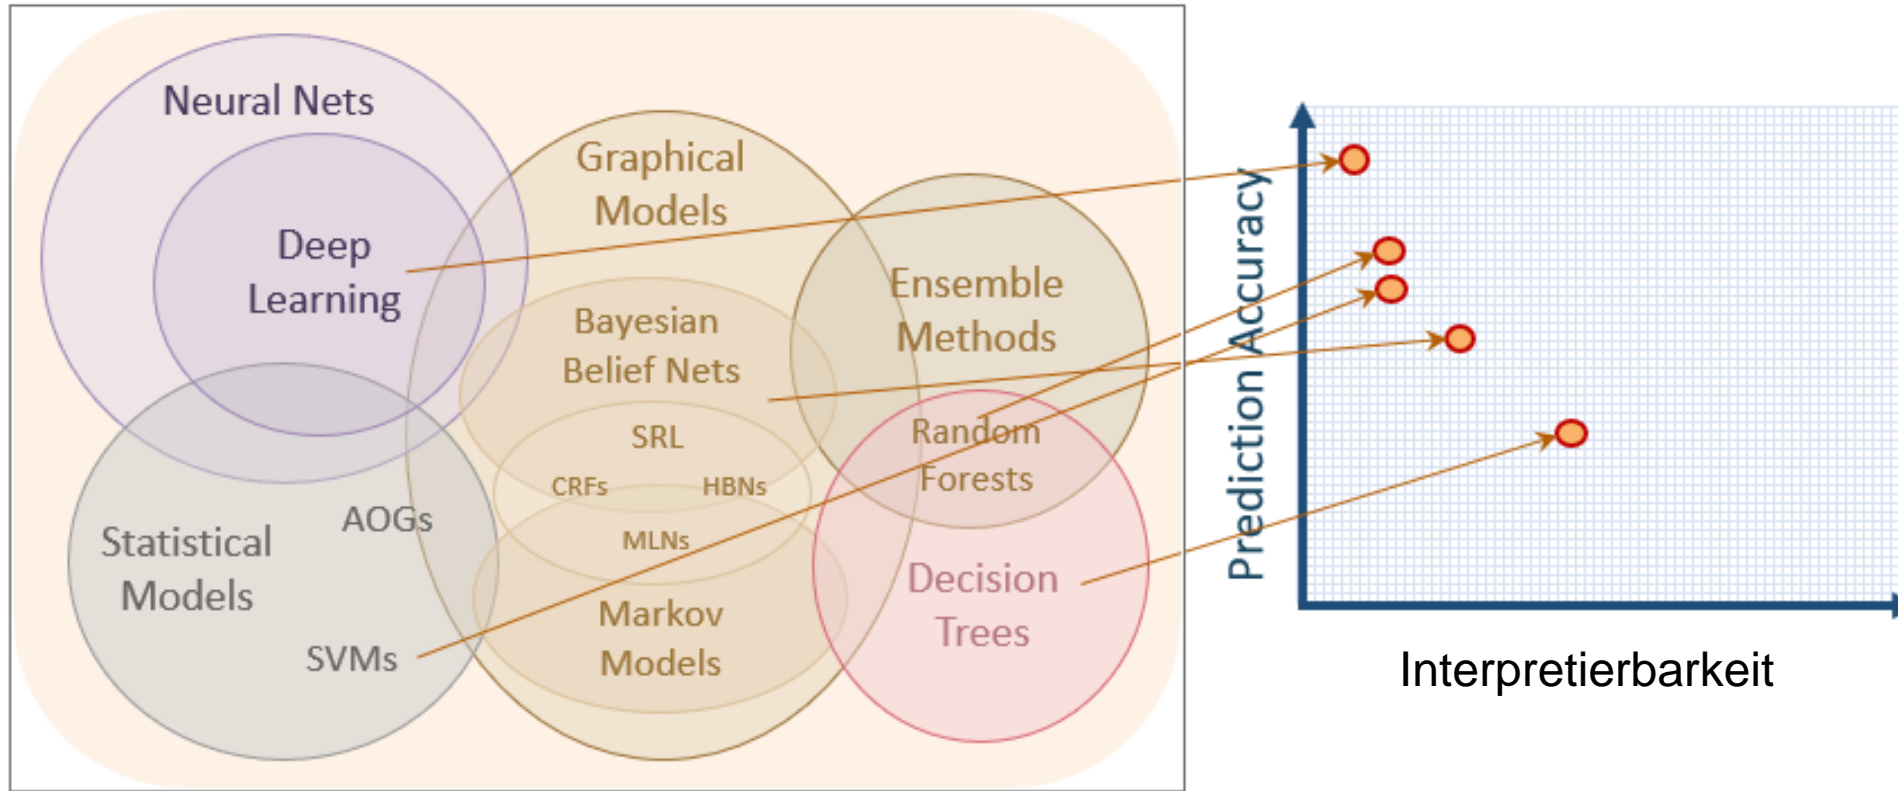 Neural Nets
Deep
Learning
Graphical
Models
Ensemble
Methods
Bayesian
Belief Nets
SRL
CRFs
HBNs
MLNs
Markov
Models
Statistical
Models
AOGs
SVMs
Random
Forests
Decision
Trees
Prediction Accuracy
Interpretierbarkeit